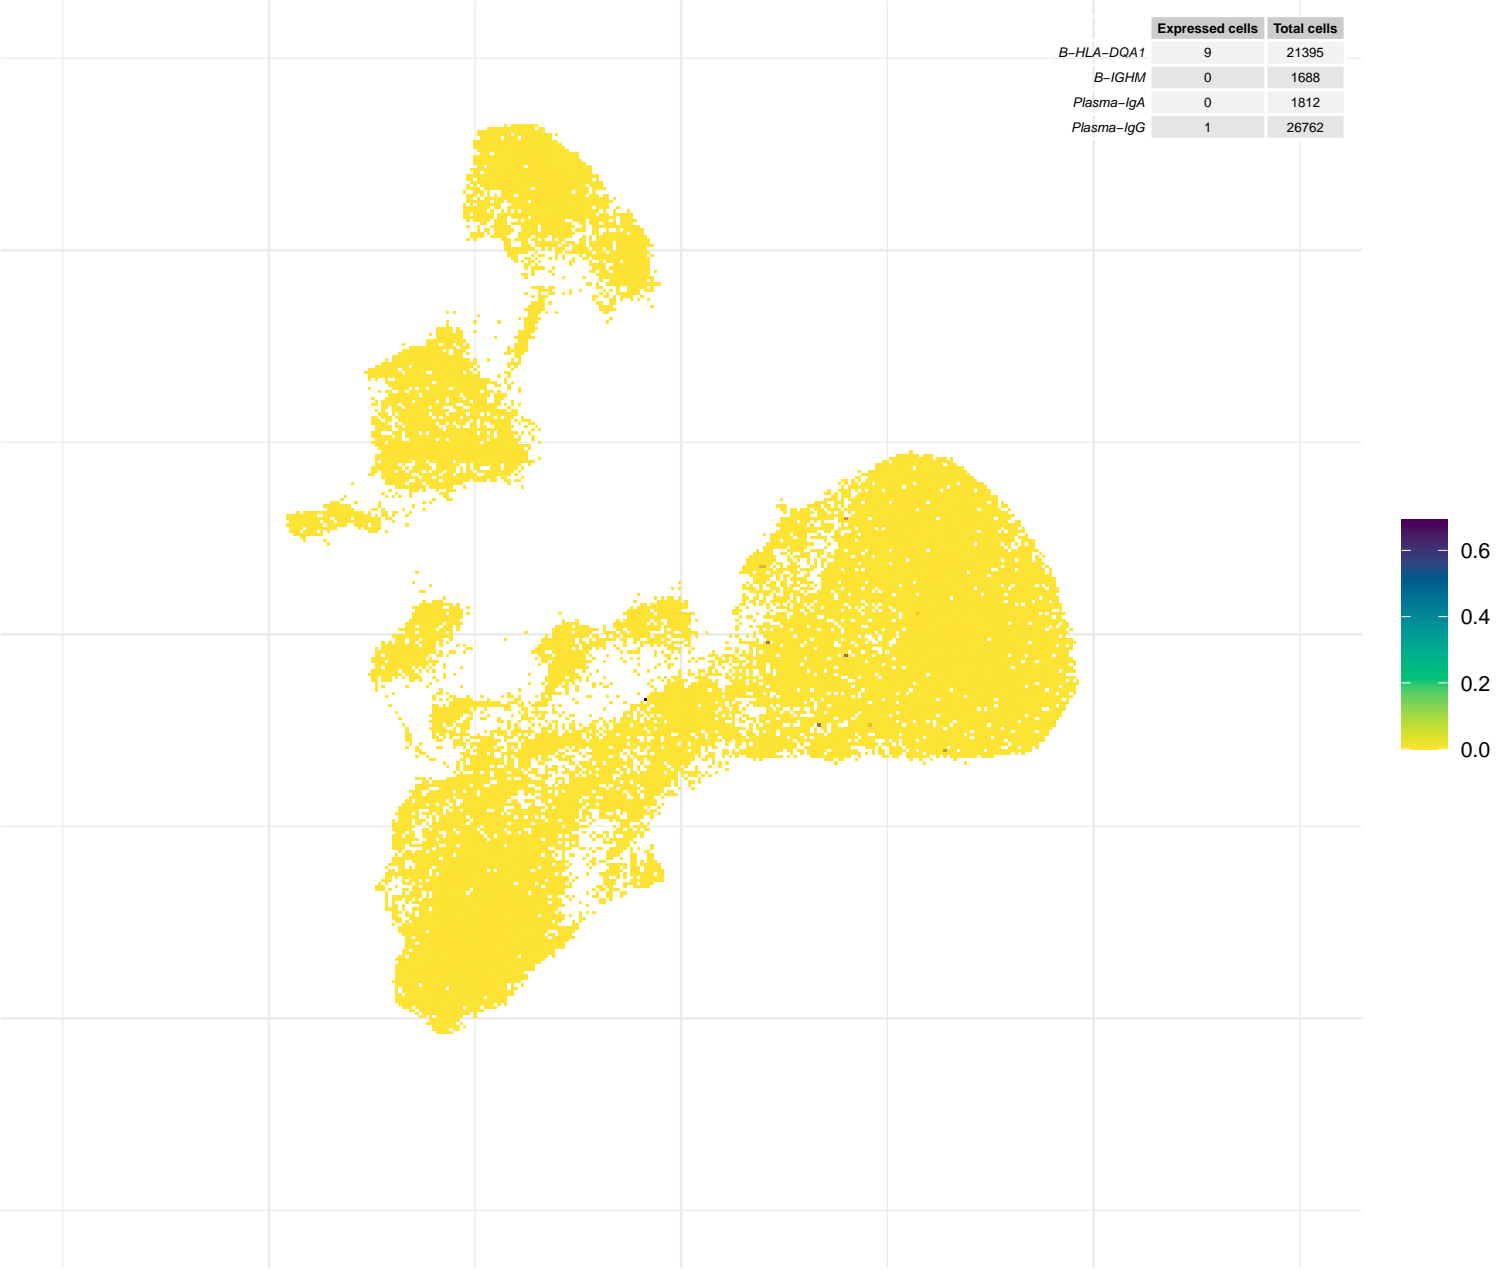 Expressed cells Total cells
B−HLA−DQA1 9 21395
B−IGHM 0 1688
Plasma−IgA 0 1812
Plasma−IgG 1 26762
0.6
0.4
0.2
0.0